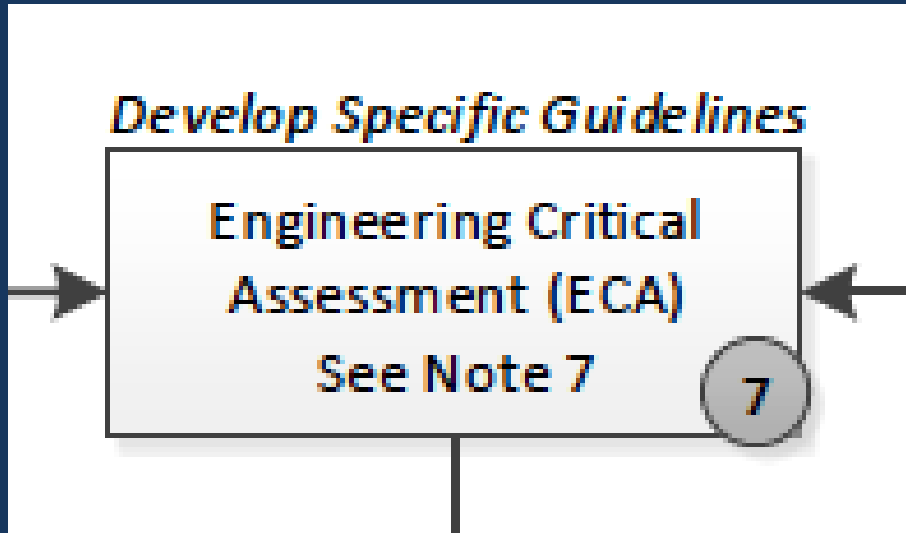 Develop Specific Guidelines
Engineering Critical
Assessment (ECA)
See Note 7
7